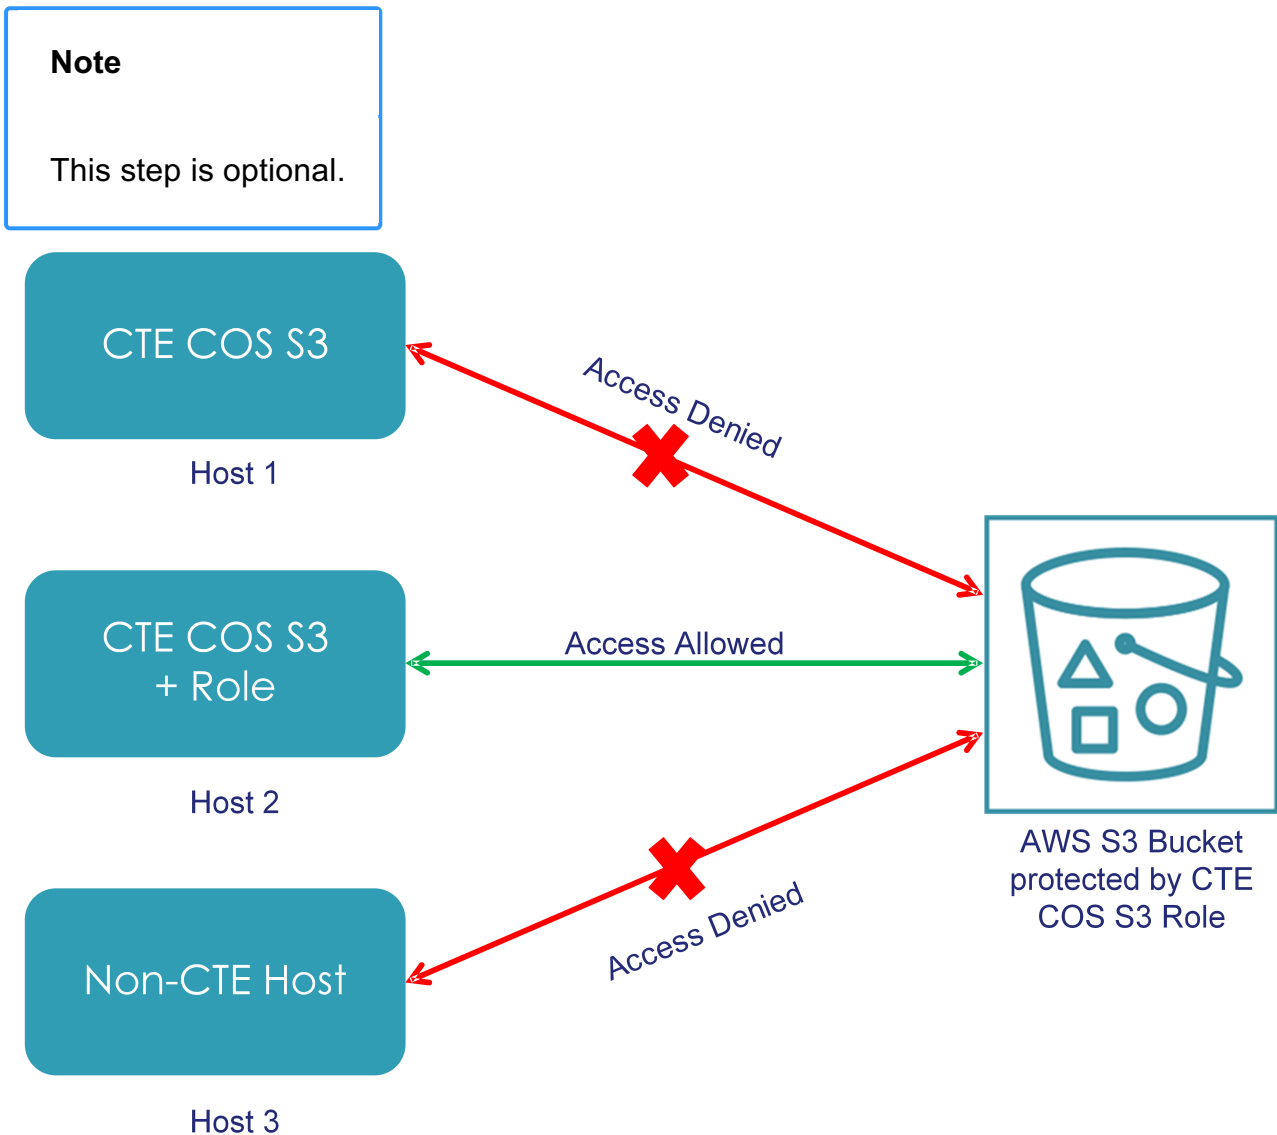 Note
This step is optional.
CTE COS S3
Host 1
Access Denied
CTE COS S3
+ Role
Host 2
Access Allowed
Non-CTE Host
Host 3
Access Denied
AWS S3 Bucket
protected by CTE
COS S3 Role